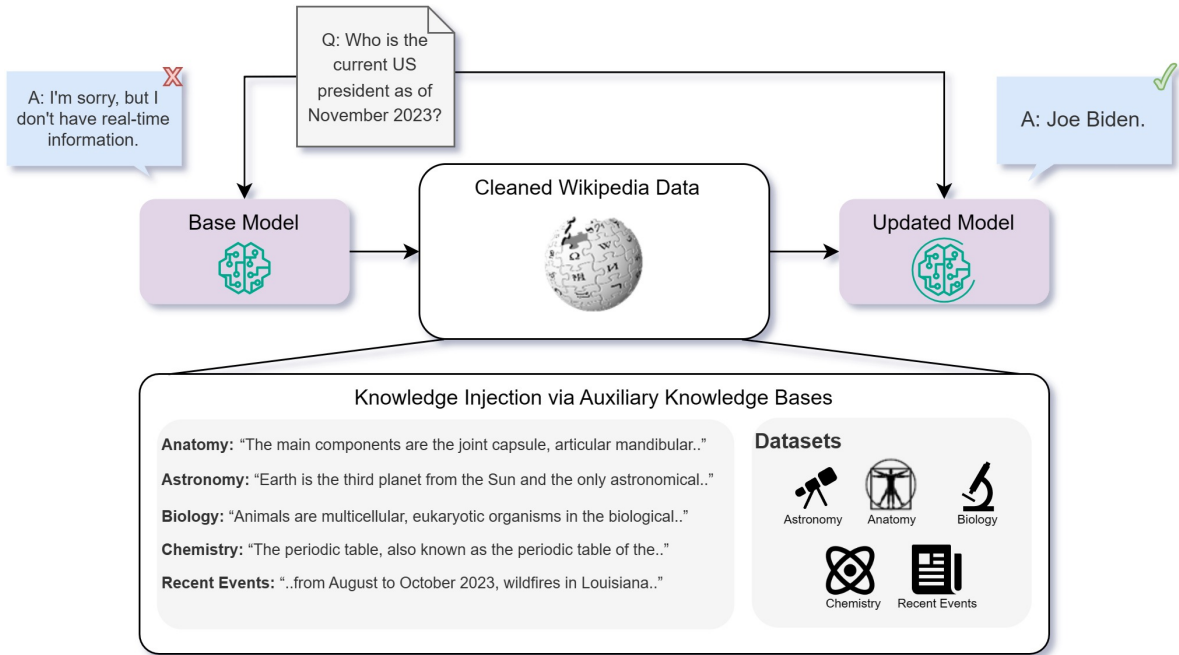 Q: Who is the
current US
president as of
November 2023?
A: I'm sorry, but I
don't have real-time
information.
A: Joe Biden.
Base Model
Cleaned Wikipedia Data
Updated Model
Knowledge Injection via Auxiliary Knowledge Bases
Anatomy: “The main components are the joint capsule, articular mandibular..”
Astronomy: “Earth is the third planet from the Sun and the only astronomical..”
Biology: “Animals are multicellular, eukaryotic organisms in the biological..”
Chemistry: “The periodic table, also known as the periodic table of the..”
Recent Events: “..from August to October 2023, wildfires in Louisiana..”
Datasets
Astronomy
Anatomy
Biology
Chemistry
Recent Events